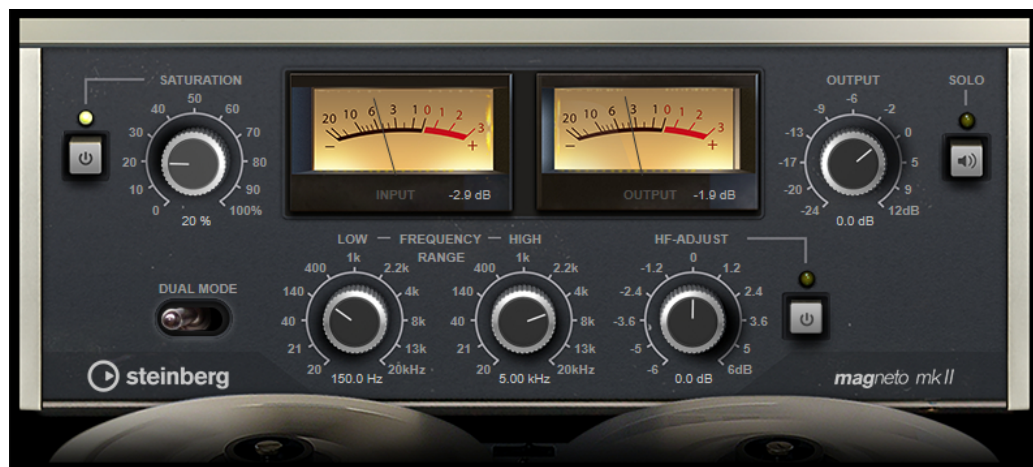 SATURATION
50
40 60
30 70
20 80
10 90
0 100%
20 %
20 10 6 3 1 0 1 2 3
- +
INPUT -2.9 dB
20 10 6 3 1 0 1 2 3
- +
OUTPUT -1.9 dB
OUTPUT
-6
-9 -2
-13 0
-17 5
-20 9
-24 12dB
0.0 dB
SOLO
DUAL MODE
LOW — FREQUENCY — HIGH
RANGE
1k
400 2.2k
140 4k
40 8k
21 13k
20 20kHz
150.0 Hz
1k
400 2.2k
140 4k
40 8k
21 13k
20 20kHz
5.00 kHz
HF-ADJUST
0
-1.2 1.2
-2.4 2.4
-3.6 3.6
-5 5
-6 6dB
0.0 dB
steinberg
magneto mk II